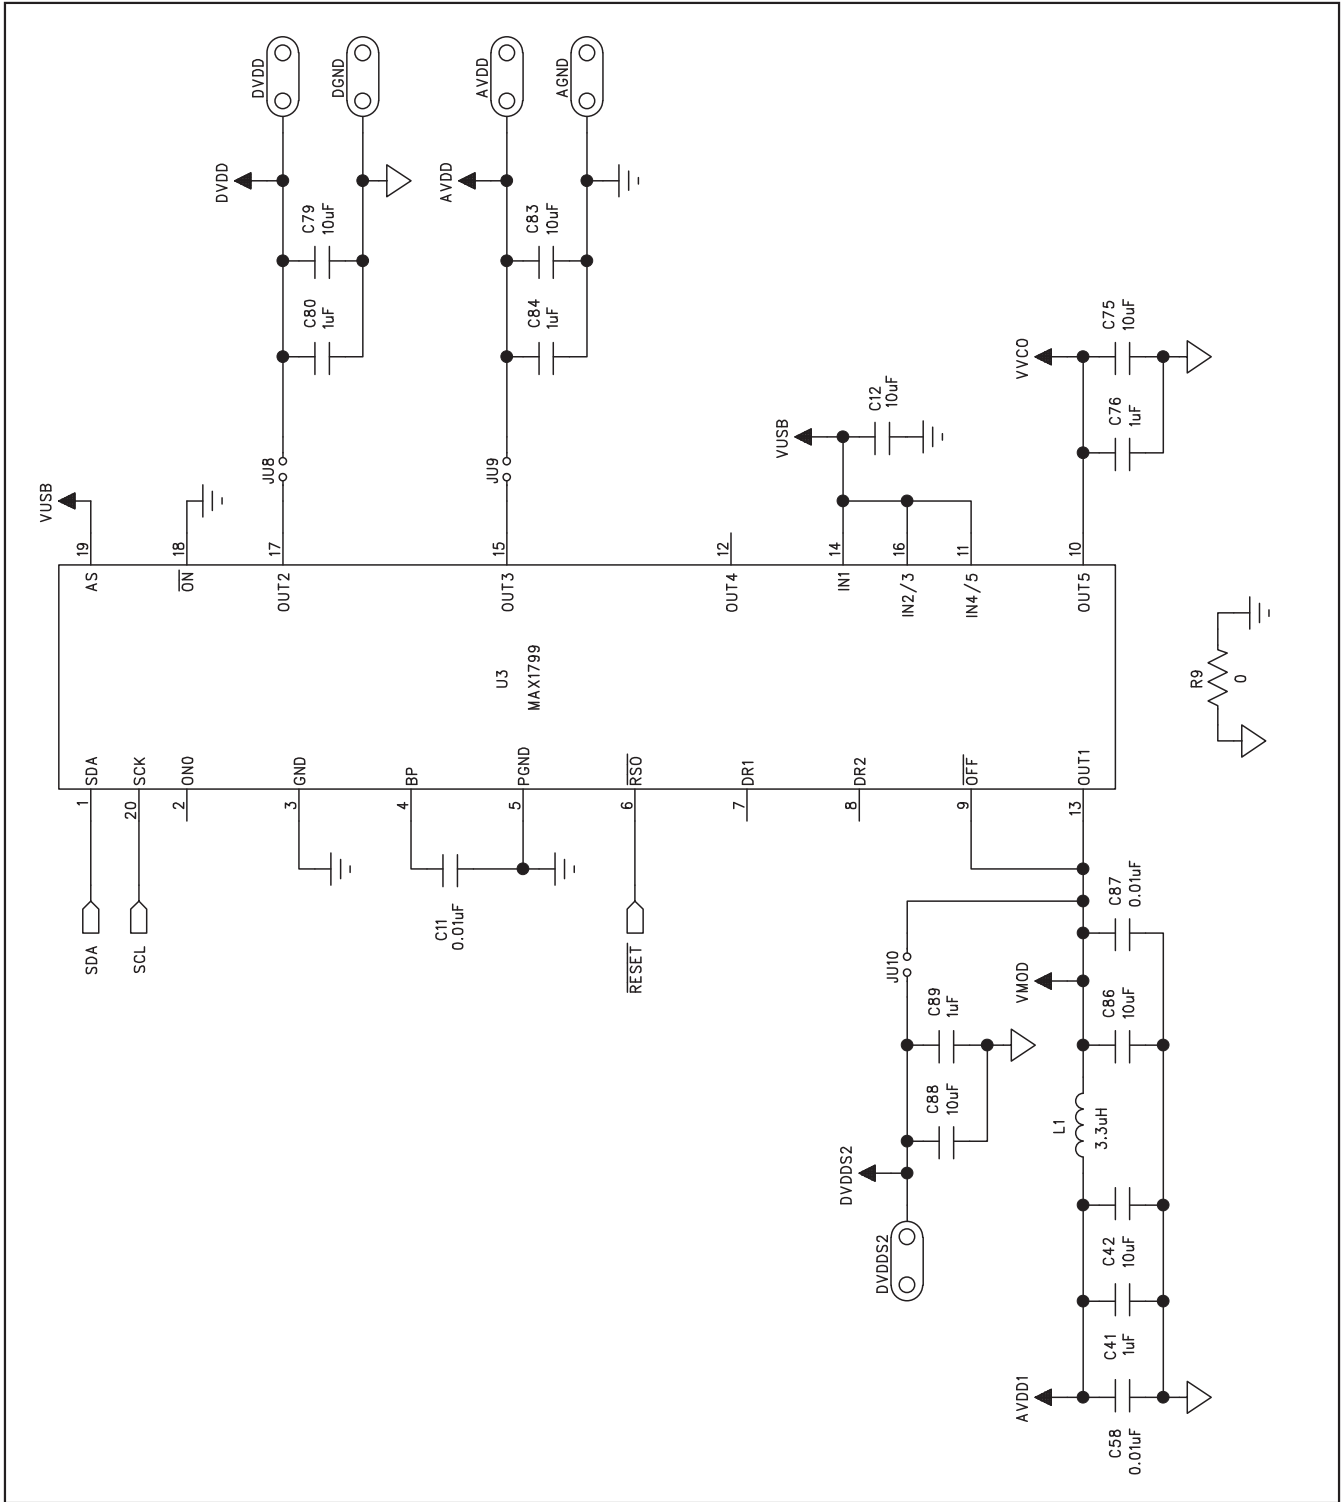 DVDD
DGND
AVDD
AGND
DVDD
AVDD
C79
10uF
C83
10uF
C80
1uF
C84
1uF
C75
10uF
VVCO
C12
10uF
C76
1uF
VUSB
JU8
JU9
VUSB
19
18
17
15
12
14
16
11
10
AS
ON
OUT2
OUT3
OUT4
IN1
IN2/3
IN4/5
OUT5
U3
MAX1799
R9
0
SDA
SCK
ONO
GND
BP
PGND
RSO
DR1
DR2
OFF
OUT1
1
20
2
3
4
5
6
7
8
9
13
C11
0.01uF
C87
0.01uF
SDA
SCL
RESET
JU10
VMOD
C89
1uF
C86
10uF
C88
10uF
L1
3.3uH
DVDDS2
DVDDS2
C42
10uF
C41
1uF
AVDD1
C58
0.01uF